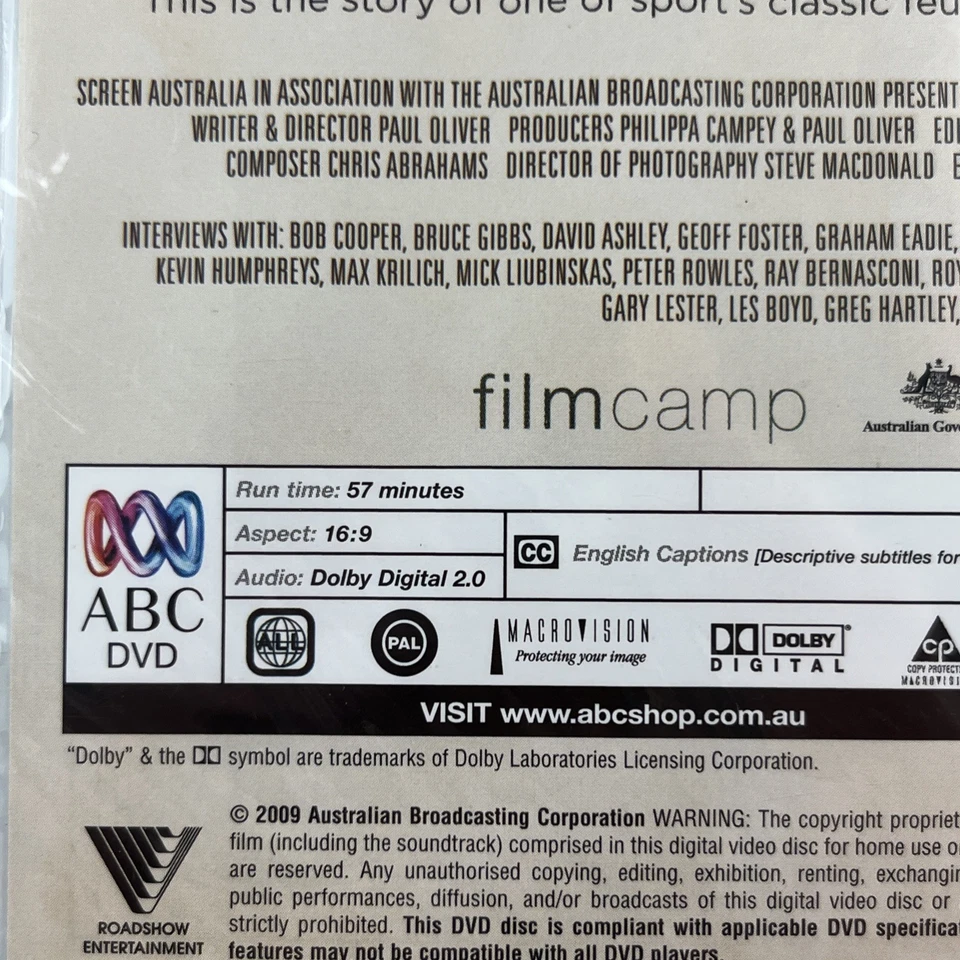 This is the story of one of sport's classic feu
SCREEN AUSTRALIA IN ASSOCIATION WITH THE AUSTRALIAN BROADCASTING CORPORATION PRESENT
WRITER & DIRECTOR PAUL OLIVER PRODUCERS PHILIPPA CAMPEY & PAUL OLIVER EDI
COMPOSER CHRIS ABRAHAMS DIRECTOR OF PHOTOGRAPHY STEVE MACDONALD E
INTERVIEWS WITH: BOB COOPER, BRUCE GIBBS, DAVID ASHLEY, GEOFF FOSTER, GRAHAM EADIE,
KEVIN HUMPHREYS, MAX KRILICH, MICK LIUBINSKAS, PETER ROWLES, RAY BERNASCONI, ROY
GARY LESTER, LES BOYD, GREG HARTLEY,
filmcamp
Australian Gov
Run time: 57 minutes
Aspect: 16:9
CC English Captions [Descriptive subtitles for
Audio: Dolby Digital 2.0
ABC
DVD
ALL
PAL
MACROVISION
Protecting your image
DOLBY
DIGITAL
cp
COPY PROTECT
MACROVISI
VISIT www.abcshop.com.au
“Dolby” & the symbol are trademarks of Dolby Laboratories Licensing Corporation.
© 2009 Australian Broadcasting Corporation WARNING: The copyright propriet
film (including the soundtrack) comprised in this digital video disc for home use o
are reserved. Any unauthorised copying, editing, exhibition, renting, exchangin
public performances, diffusion, and/or broadcasts of this digital video disc or
strictly prohibited. This DVD disc is compliant with applicable DVD specificat
features may not be compatible with all DVD players.
ROADSHOW
ENTERTAINMENT